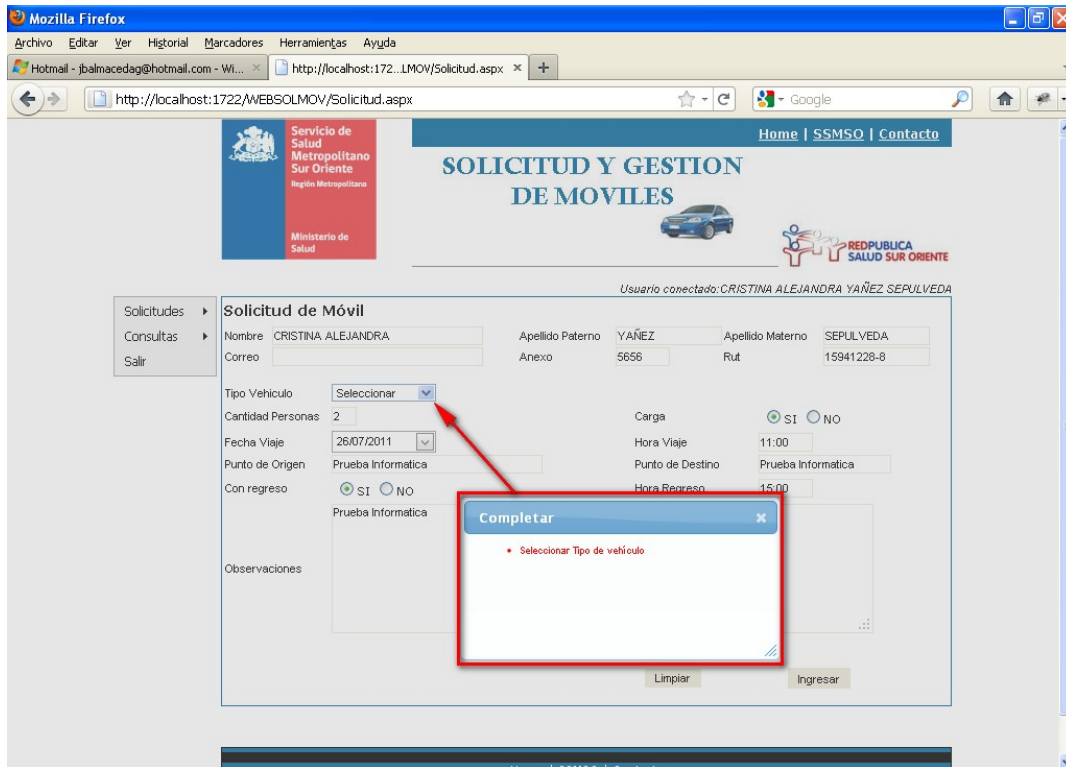 Mozilla Firefox
Archivo Editar Ver Historial Marcadores Herramientas Ayuda
Hotmail - jbalmacedag@hotmail.com - Wi... × http://localhost:172...LMOV/Solicitud.aspx × +
http://localhost:1722/WEBSOLMOV/Solicitud.aspx Google
Servicio de
Salud
Metropolitano
Sur Oriente
Región Metropolitana
Ministerio de
Salud
Home | SSMSO | Contacto
SOLICITUD Y GESTION
DE MOVILES
REDPUBLICA
SALUD SUR ORIENTE
Usuario conectado:CRISTINA ALEJANDRA YAÑEZ SEPULVEDA
Solicitudes
Consultas
Salir
Solicitud de Móvil
Nombre CRISTINA ALEJANDRA Apellido Paterno YAÑEZ Apellido Materno SEPULVEDA
Correo Anexo 5656 Rut 15941228-8
Tipo Vehiculo Seleccionar
Cantidad Personas 2 Carga SI NO
Fecha Viaje 26/07/2011 Hora Viaje 11:00
Punto de Origen Prueba Informatica Punto de Destino Prueba Informatica
Con regreso SI NO Hora Regreso 15:00
Observaciones Prueba Informatica
Completar ×
• Seleccionar Tipo de vehículo
Limpiar Ingresar